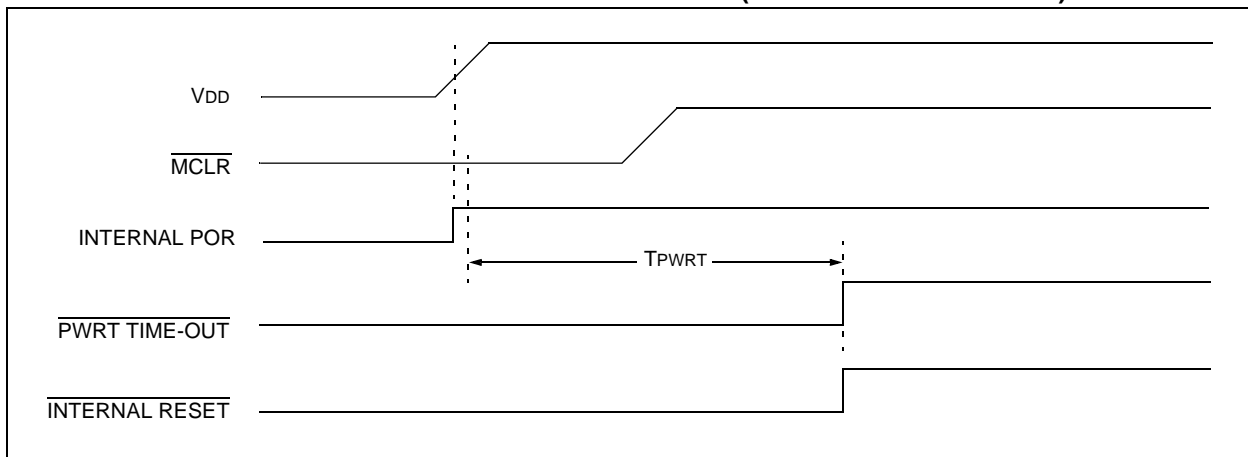 VDD
MCLR
INTERNAL POR
TPWRT
PWRT TIME-OUT
INTERNAL RESET